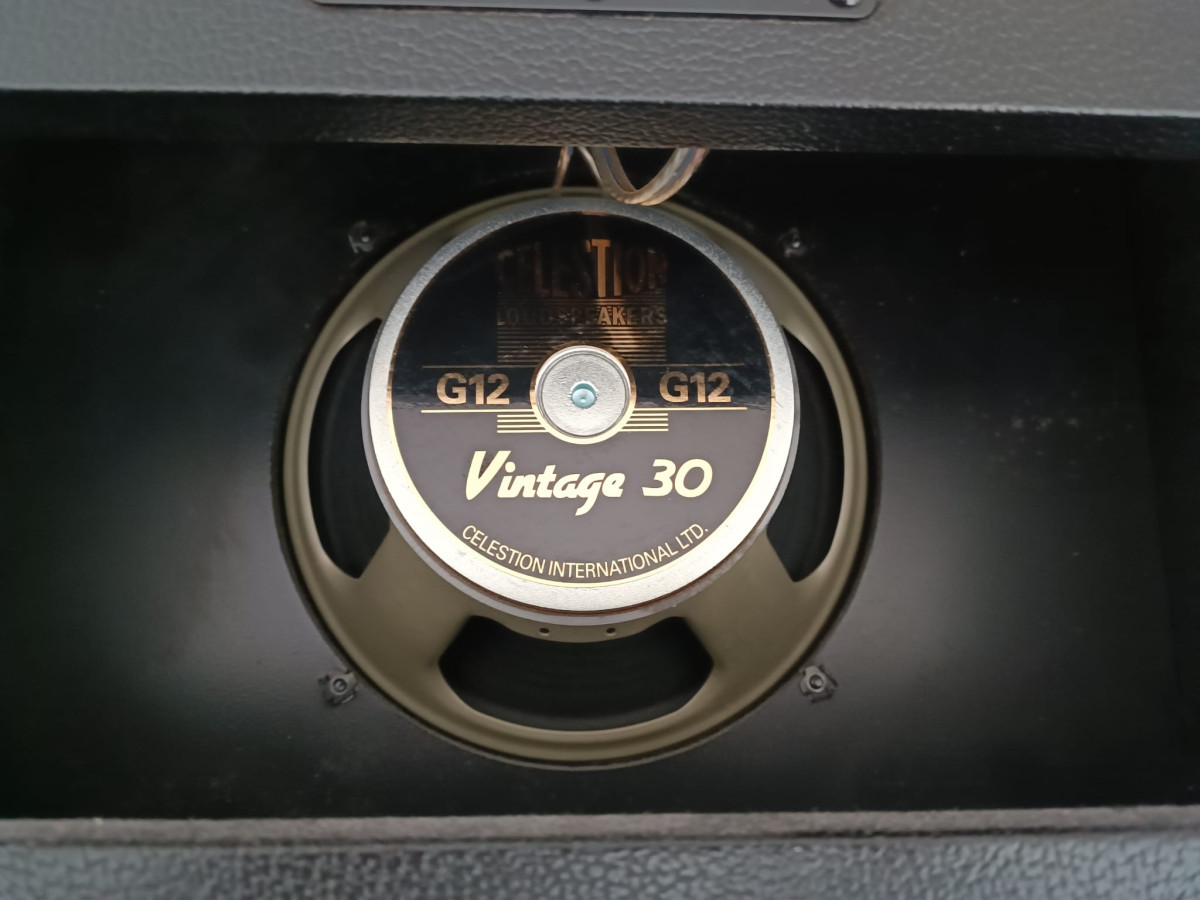 CELESTION
LOUDSPEAKERS
G12 G12
Vintage 30
CELESTION INTERNATIONAL LTD.